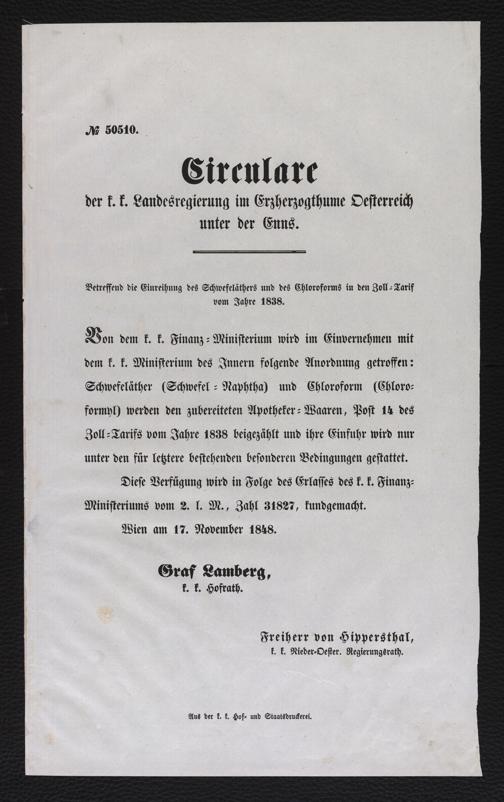 № 50510.
Circulare
der k. k. Landesregierung im Erzherzogthume Oesterreich
unter der Enns.
Betreffend die Einreihung des Schwefeläthers und des Chloroforms in den Zoll-Tarif
vom Jahre 1838.
Von dem k. k. Finanz-Ministerium wird im Einvernehmen mit
dem k. k. Ministerium des Innern folgende Anordnung getroffen:
Schwefeläther (Schwefel-Naphtha) und Chloroform (Chloro-
formyl) werden den zubereiteten Apotheker-Waaren, Post 14 des
Zoll-Tarifs vom Jahre 1838 beigezählt und ihre Einfuhr wird nur
unter den für letztere bestehenden besonderen Bedingungen gestattet.
Diese Verfügung wird in Folge des Erlasses des k. k. Finanz-
Ministeriums vom 2. l. M., Zahl 31827, kundgemacht.
Wien am 17. November 1848.
Graf Lamberg,
k. k. Hofrath.
Freiherr von Hippersthal,
k. k. Nieder-Oester. Regierungsrath.
Aus der k. k. Hof- und Staatsdruckerei.